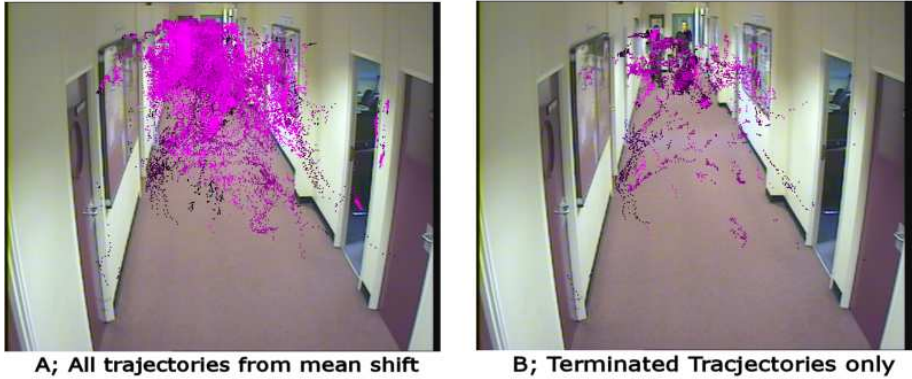 A; All trajectories from mean shift
B; Terminated Tracjectories only